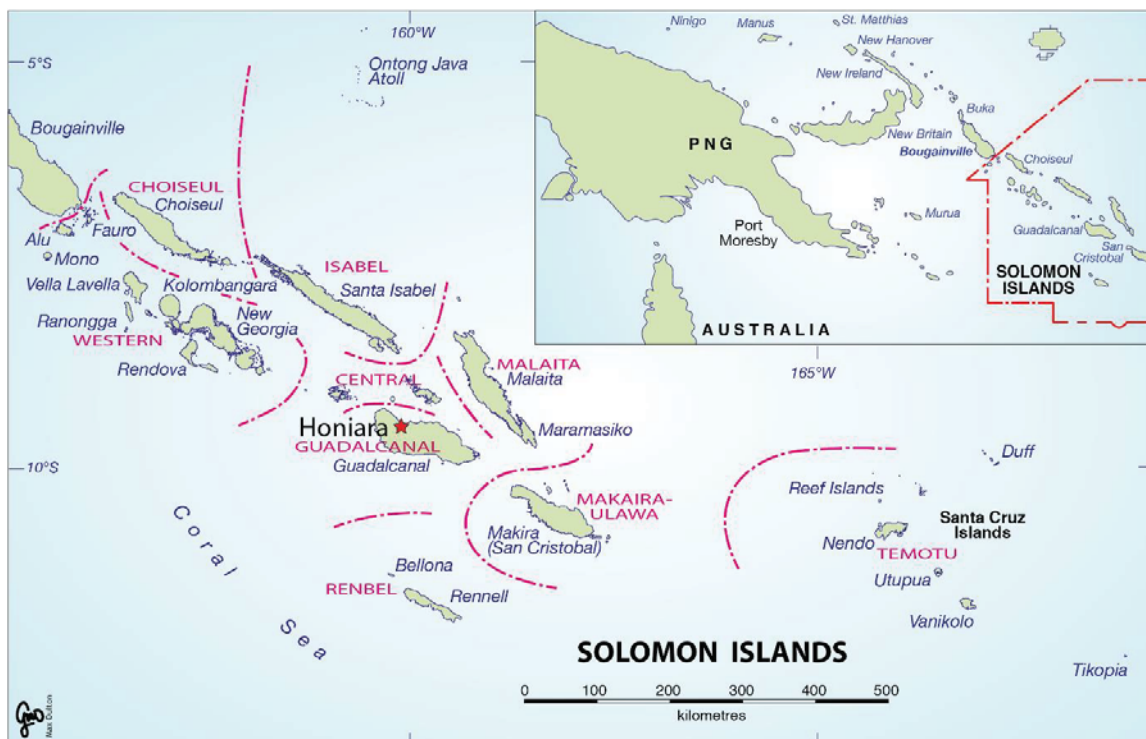 160°W
5°S
Ontong Java
Atoll
Bougainville
CHOISEUL
Choiseul
Fauro
Alu
Mono
Vella Lavella
Kolombangara
ISABEL
Santa Isabel
Ranongga
New
Georgia
WESTERN
Rendova
CENTRAL
MALAITA
Malaita
Honiara
GUADALCANAL
Guadalcanal
Maramasiko
10°S
MAKAIRA-
ULAWA
Makira
(San Cristobal)
Coral Sea
Bellona
RENBEL
Rennell
165°W
Duff
Reef Islands
Santa Cruz
Islands
Nendo
TEMOTU
Utupua
Vanikolo
Tikopia
SOLOMON ISLANDS
0 100 200 300 400 500
kilometres
Max Dulton
Ninigo
Manus
St. Matthias
New Hanover
New Ireland
Buka
New Britain
Bougainville
PNG
Choiseul
Murua
Port
Moresby
Guadalcanal
San
Cristobal
SOLOMON
ISLANDS
AUSTRALIA